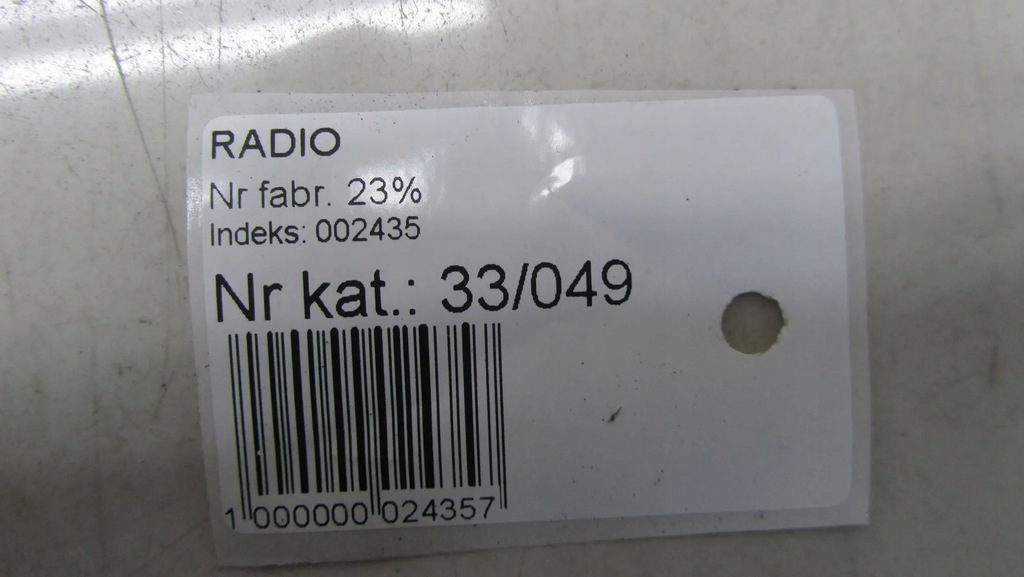 RADIO
Nr fabr. 23%
Indeks: 002435
Nr kat.: 33/049
1 000000 024357